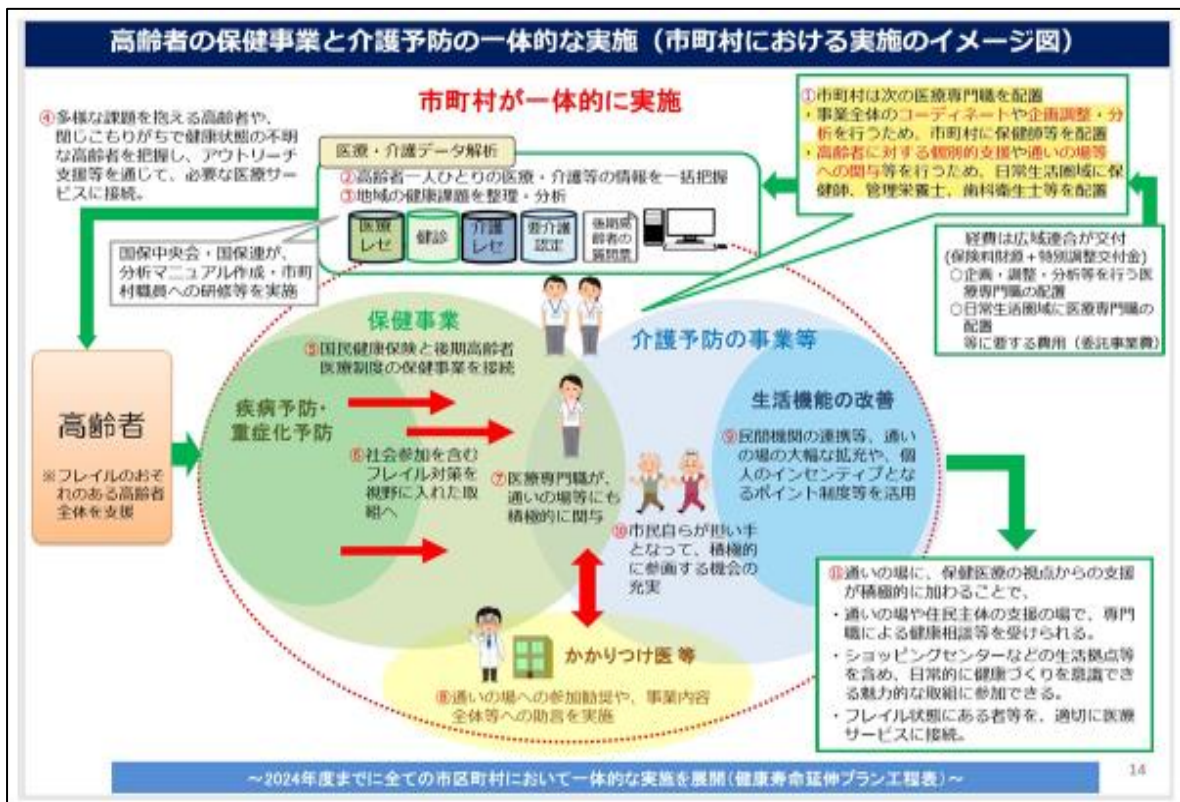 高齢者の保健事業と介護予防の一体的な実施（市町村における実施のイメージ図）
市町村が一体的に実施
④多様な課題を抱える高齢者や、
閉じこもりがちで健康状態の不明
な高齢者を把握し、アウトリーチ
支援等を通じて、必要な医療サー
ビスに接続。
医療・介護データ解析
②高齢者一人ひとりの医療・介護等の情報を一括把握
③地域の健康課題を整理・分析
医療
レセ
健診
介護
レセ
要介護
認定
後期高
齢者の
質問票
①市町村は次の医療専門職を配置
・事業全体のコーディネートや企画調整・分
析を行うため、市町村に保健師等を配置
・高齢者に対する個別的支援や通いの場等
への関与等を行うため、日常生活圏域に保
健師、管理栄養士、歯科衛生士等を配置
国保中央会・国保連が、
分析マニュアル作成・市町
村職員への研修等を実施
経費は広域連合が交付
(保険料財源＋特別調整交付金)
○企画・調整・分析等を行う医
療専門職の配置
○日常生活圏域に医療専門職の
配置
等に要する費用（委託事業費）
保健事業
⑤国民健康保険と後期高齢者
医療制度の保健事業を接続
介護予防の事業等
疾病予防・
重症化予防
生活機能の改善
高齢者
※フレイルのおそ
れのある高齢者
全体を支援
⑥社会参加を含む
フレイル対策を
視野に入れた取
組へ
⑦医療専門職が、
通いの場等にも
積極的に関与
⑨民間機関の連携等、通い
の場の大幅な拡充や、個
人のインセンティブとな
るポイント制度等を活用
⑩市民自らが担い手
となって、積極的
に参画する機会の
充実
かかりつけ医 等
⑧通いの場への参加勧奨や、事業内容
全体等への助言を実施
⑪通いの場に、保健医療の視点からの支援
が積極的に加わることで、
・通いの場や住民主体の支援の場で、専門
職による健康相談等を受けられる。
・ショッピングセンターなどの生活拠点等
を含め、日常的に健康づくりを意識でき
る魅力的な取組に参加できる。
・フレイル状態にある者等を、適切に医療
サービスに接続。
～2024年度までに全ての市区町村において一体的な実施を展開（健康寿命延伸プラン工程表）～
14